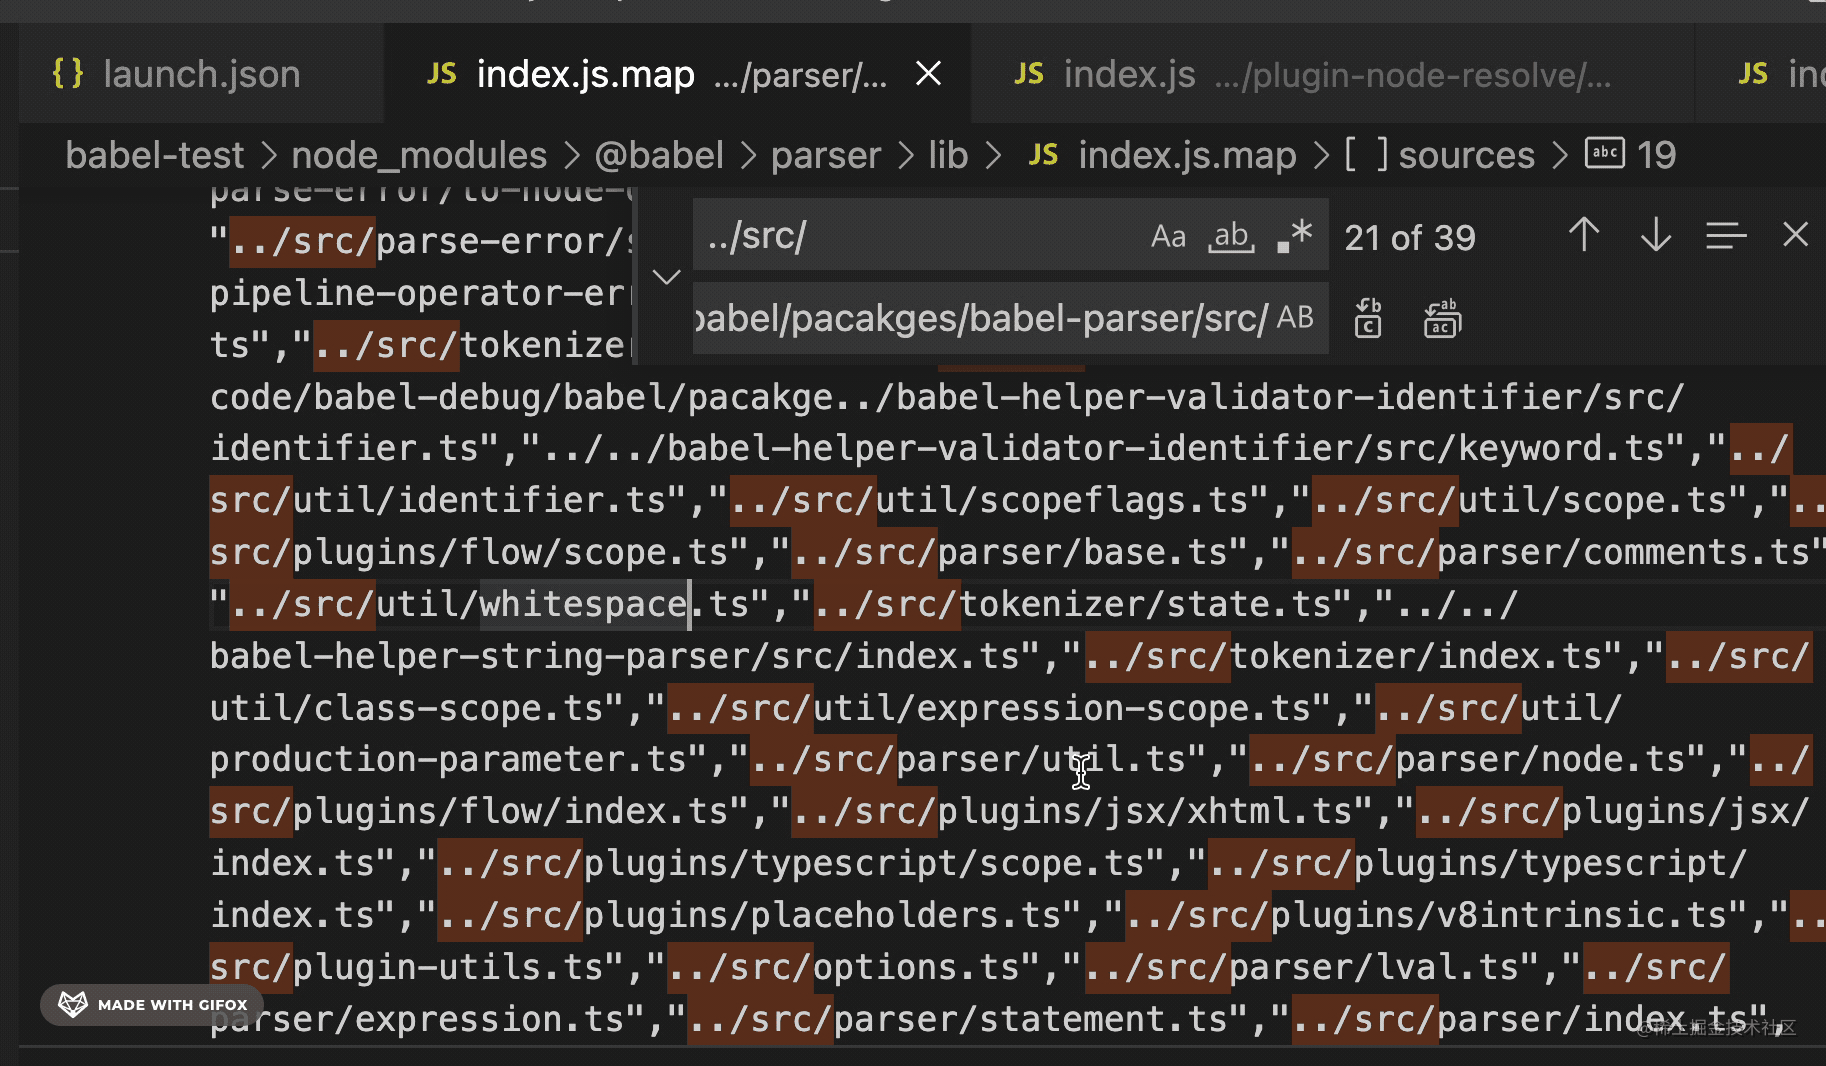 launch.json
JS index.js.map .../parser/...
JS index.js .../plugin-node-resolve/...
JS
babel-test > node_modules > @babel > parser > lib > JS index.js.map > [ ] sources > abc 19
../src/ Aa ab .* 21 of 39
babel/pacakges/babel-parser/src/ AB
parse-error/to-node-
"../src/parse-error/
pipeline-operator-er
ts","../src/tokenize
code/babel-debug/babel/pacakge../babel-helper-validator-identifier/src/
identifier.ts","../../babel-helper-validator-identifier/src/keyword.ts","../
src/util/identifier.ts","../src/util/scopeflags.ts","../src/util/scope.ts","..
src/plugins/flow/scope.ts","../src/parser/base.ts","../src/parser/comments.ts"
"../src/util/whitespace.ts","../src/tokenizer/state.ts","../../
babel-helper-string-parser/src/index.ts","../src/tokenizer/index.ts","../src/
util/class-scope.ts","../src/util/expression-scope.ts","../src/util/
production-parameter.ts","../src/parser/util.ts","../src/parser/node.ts","../
src/plugins/flow/index.ts","../src/plugins/jsx/xhtml.ts","../src/plugins/jsx/
index.ts","../src/plugins/typescript/scope.ts","../src/plugins/typescript/
index.ts","../src/plugins/placeholders.ts","../src/plugins/v8intrinsic.ts","..
src/plugin-utils.ts","../src/options.ts","../src/parser/lval.ts","../src/
parser/expression.ts","../src/parser/statement.ts","../src/parser/index.ts",
MADE WITH GIFOX
@稀土掘金技术社区